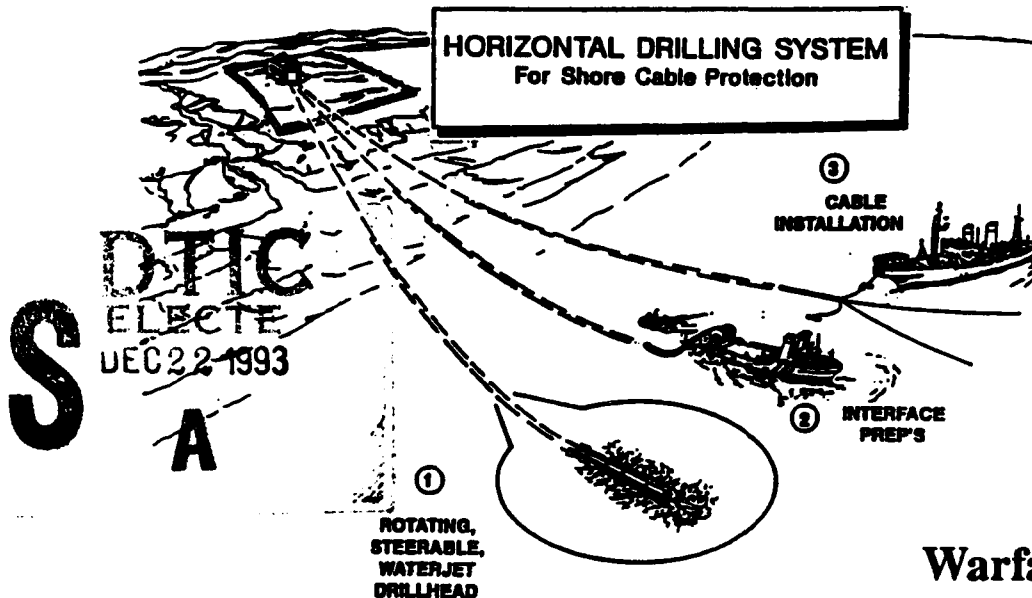 HORIZONTAL DRILLING SYSTEM
For Shore Cable Protection
③
CABLE
INSTALLATION
DTIC
ELECTE
DEC 22 1993
S
A
②
INTERFACE
PREP'S
①
ROTATING,
STEERABLE,
WATERJET
DRILLHEAD